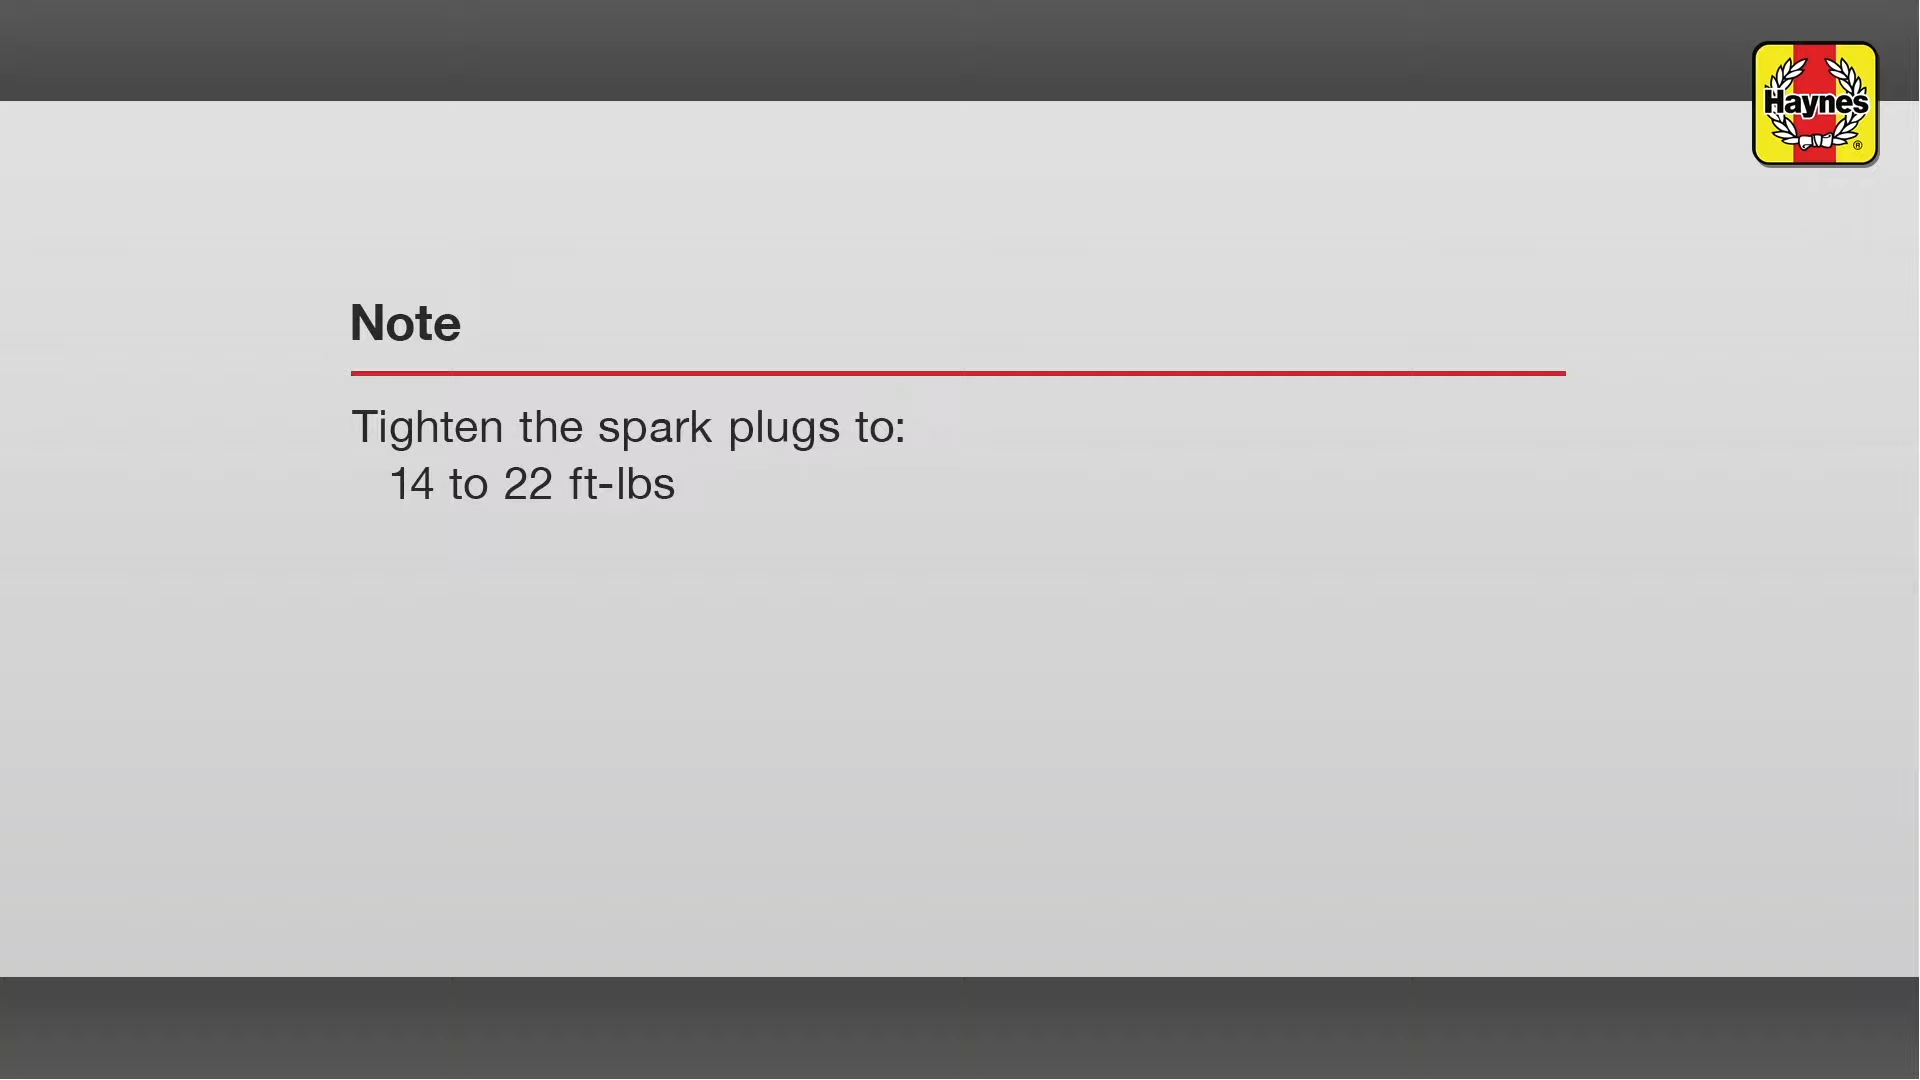 Haynes
®
Note
Tighten the spark plugs to:
14 to 22 ft-lbs